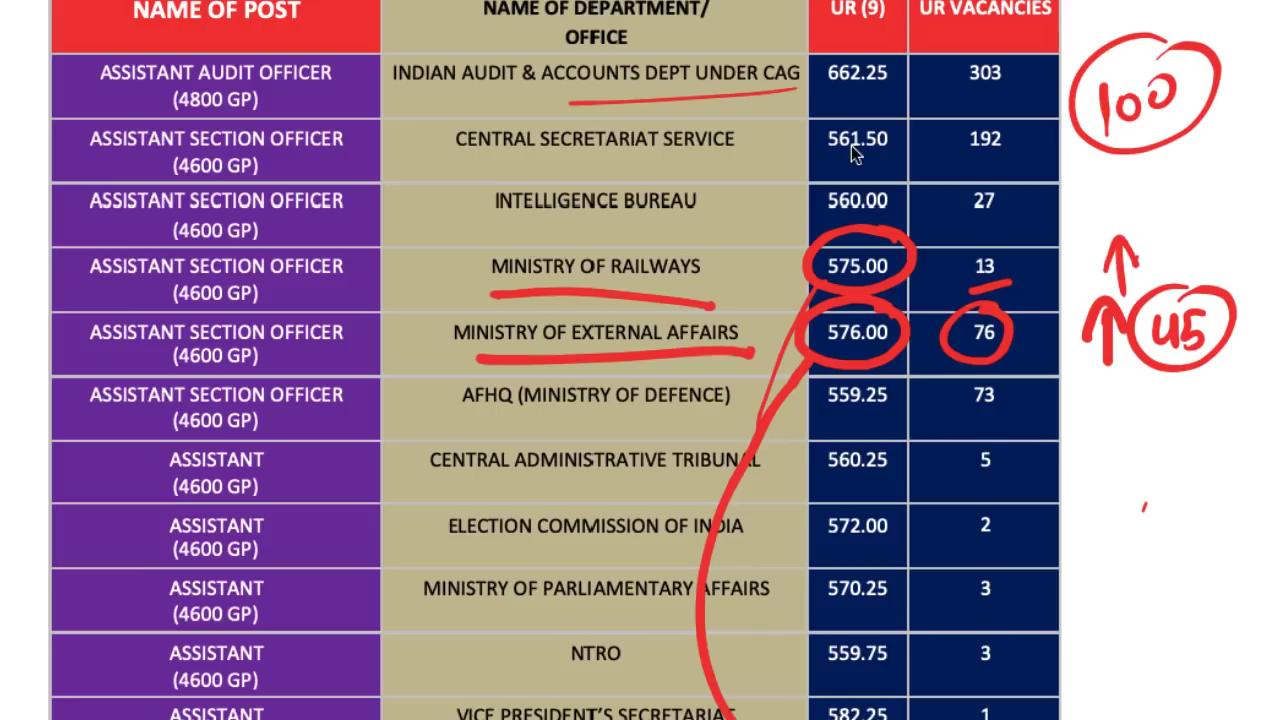 NAME OF POST
NAME OF DEPARTMENT/
OFFICE
UR (9)
UR VACANCIES
ASSISTANT AUDIT OFFICER
(4800 GP)
INDIAN AUDIT & ACCOUNTS DEPT UNDER CAG
662.25
303
100
ASSISTANT SECTION OFFICER
(4600 GP)
CENTRAL SECRETARIAT SERVICE
561.50
192
ASSISTANT SECTION OFFICER
(4600 GP)
INTELLIGENCE BUREAU
560.00
27
ASSISTANT SECTION OFFICER
(4600 GP)
MINISTRY OF RAILWAYS
575.00
13
ASSISTANT SECTION OFFICER
(4600 GP)
MINISTRY OF EXTERNAL AFFAIRS
576.00
76
45
ASSISTANT SECTION OFFICER
(4600 GP)
AFHQ (MINISTRY OF DEFENCE)
559.25
73
ASSISTANT
(4600 GP)
CENTRAL ADMINISTRATIVE TRIBUNAL
560.25
5
ASSISTANT
(4600 GP)
ELECTION COMMISSION OF INDIA
572.00
2
ASSISTANT
(4600 GP)
MINISTRY OF PARLIAMENTARY AFFAIRS
570.25
3
ASSISTANT
(4600 GP)
NTRO
559.75
3
ASSISTANT
VICE PRESIDENT'S SECRETARIAT
582.25
1